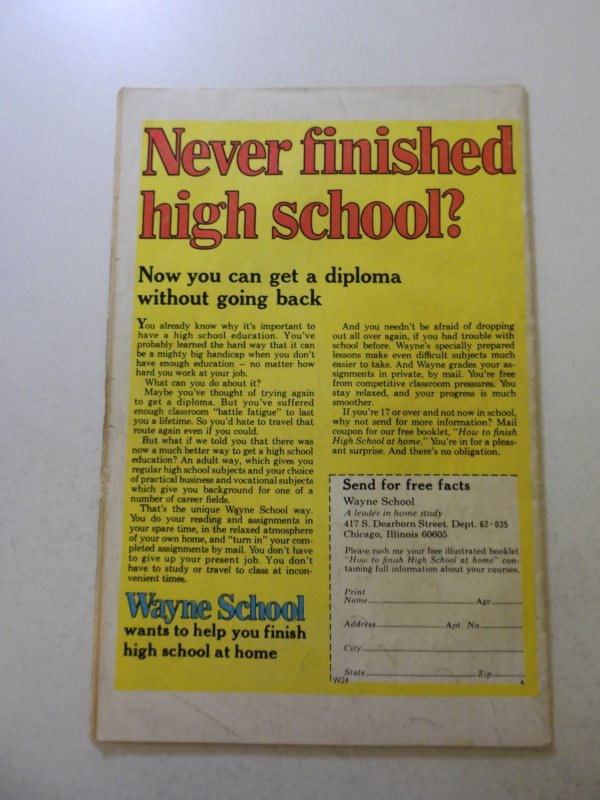 Never finished
high school?
Now you can get a diploma
without going back
You already know why it's important to
have a high school education. You've
probably learned the hard way that it can
be a mighty big handicap when you don't
have enough education – no matter how
hard you work at your job.
What can you do about it?
Maybe you've thought of trying again
to get a diploma. But you've suffered
enough classroom "battle fatigue" to last
you a lifetime. So you'd hate to travel that
route again even if you could.
But what if we told you that there was
now a much better way to get a high school
education? An adult way, which gives you
regular high school subjects and your choice
of practical business and vocational subjects
which give you background for one of a
number of career fields.
That's the unique Wayne School way.
You do your reading and assignments in
your spare time, in the relaxed atmosphere
of your own home, and "turn in" your com-
pleted assignments by mail. You don't have
to give up your present job. You don't
have to study or travel to class at incon-
venient times.
Wayne School
wants to help you finish
high school at home
And you needn't be afraid of dropping
out all over again, if you had trouble with
school before. Wayne's specially prepared
lessons make even difficult subjects much
easier to take. And Wayne grades your as-
signments in private, by mail. You're free
from competitive classroom pressures. You
stay relaxed, and your progress is much
smoother.
If you're 17 or over and not now in school,
why not send for more information? Mail
coupon for our free booklet, "How to finish
High School at home." You're in for a pleas-
ant surprise. And there's no obligation.
Send for free facts
Wayne School
A leader in home study
417 S. Dearborn Street. Dept. 62-035
Chicago, Illinois 60605
Please rush me your free illustrated booklet
"How to finish High School at home" con-
taining full information about your courses.
Print
Name Age
Address Apt. No.
City
State Zip
W24 4